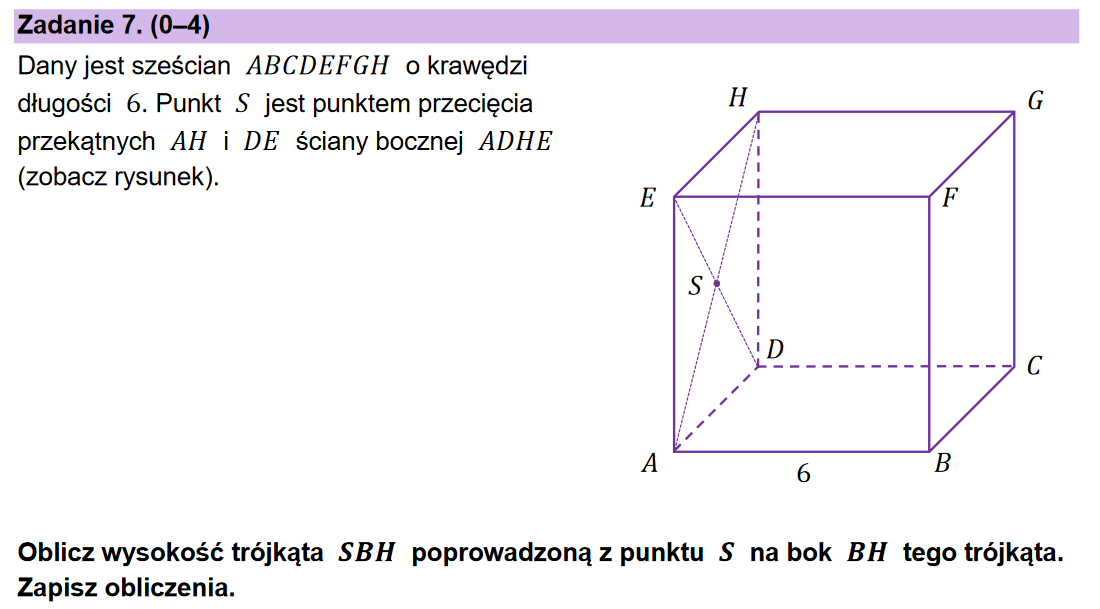 Zadanie 7. (0–4)
Dany jest sześcian ABCDEFGH o krawędzi
długości 6. Punkt S jest punktem przecięcia
przekątnych AH i DE ściany bocznej ADHE
(zobacz rysunek).
H
G
E
F
S
D
C
A
B
6
Oblicz wysokość trójkąta SBH poprowadzoną z punktu S na bok BH tego trójkąta.
Zapisz obliczenia.